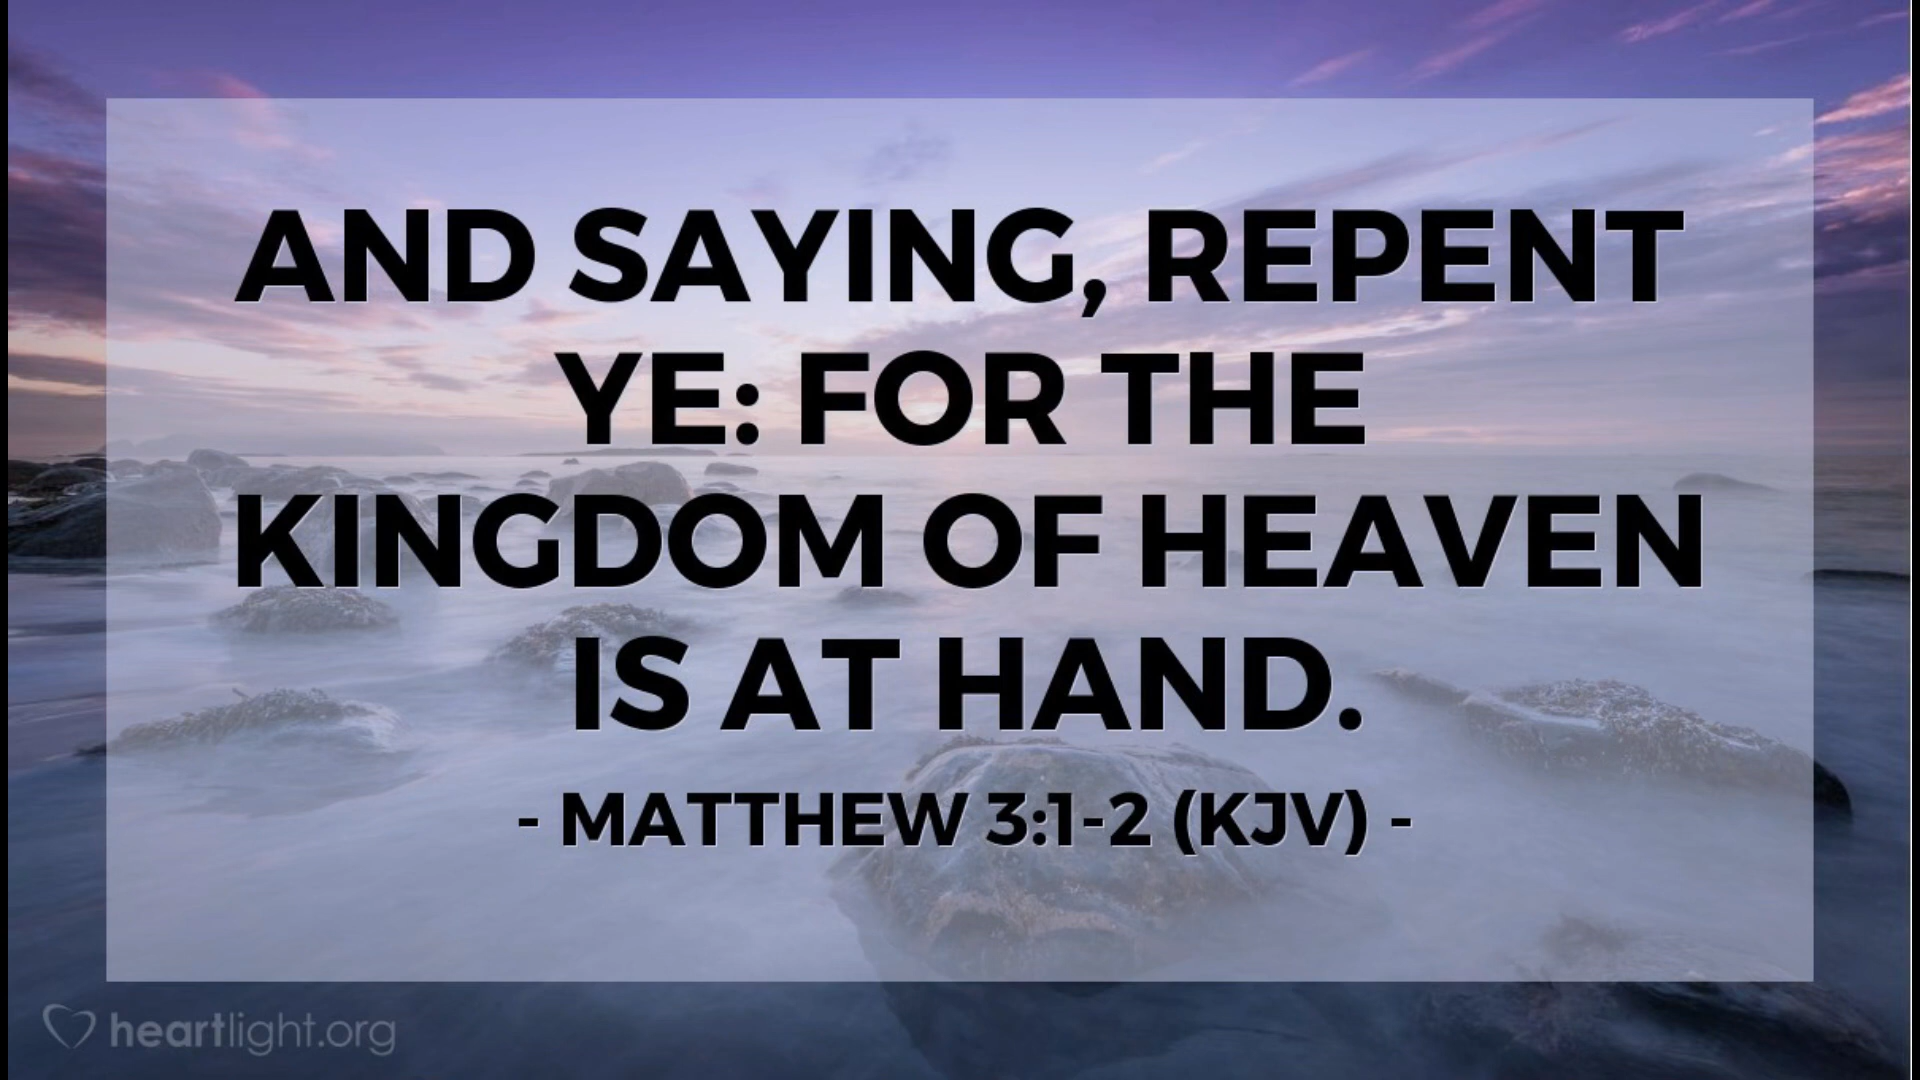 AND SAYING, REPENT
YE: FOR THE
KINGDOM OF HEAVEN
IS AT HAND.
- MATTHEW 3:1-2 (KJV) -
heartlight.org